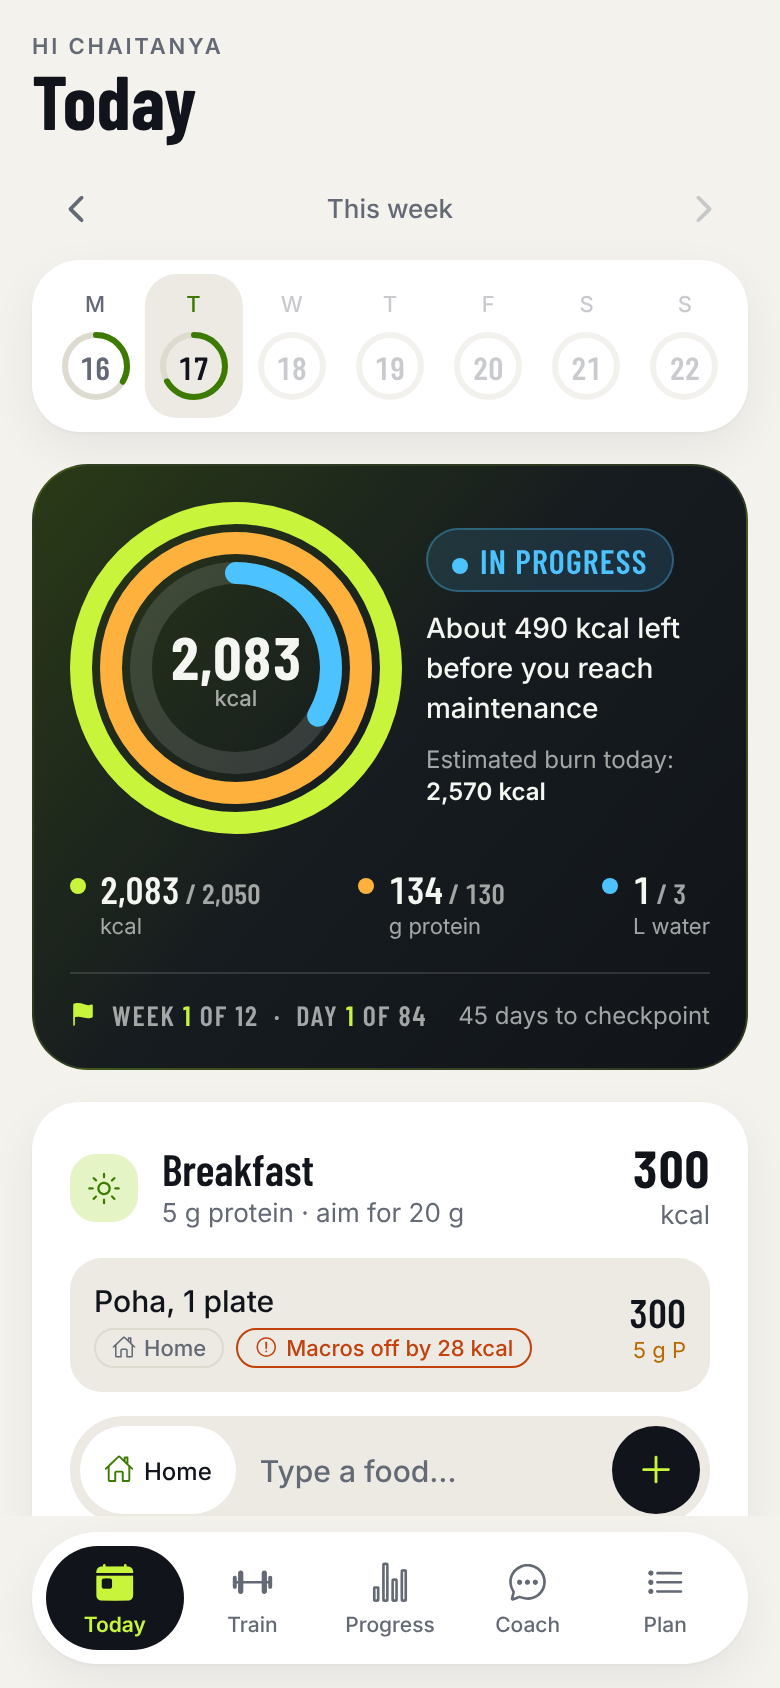 HI CHAITANYA
Today
This week
M T W T F S S
16 17 18 19 20 21 22
2,083
kcal
IN PROGRESS
About 490 kcal left
before you reach
maintenance
Estimated burn today:
2,570 kcal
2,083 / 2,050
kcal
134 / 130
g protein
1 / 3
L water
WEEK 1 OF 12 · DAY 1 OF 84
45 days to checkpoint
Breakfast
5 g protein · aim for 20 g
300
kcal
Poha, 1 plate
Home
Macros off by 28 kcal
300
5 g P
Home
Type a food...
Today
Train
Progress
Coach
Plan